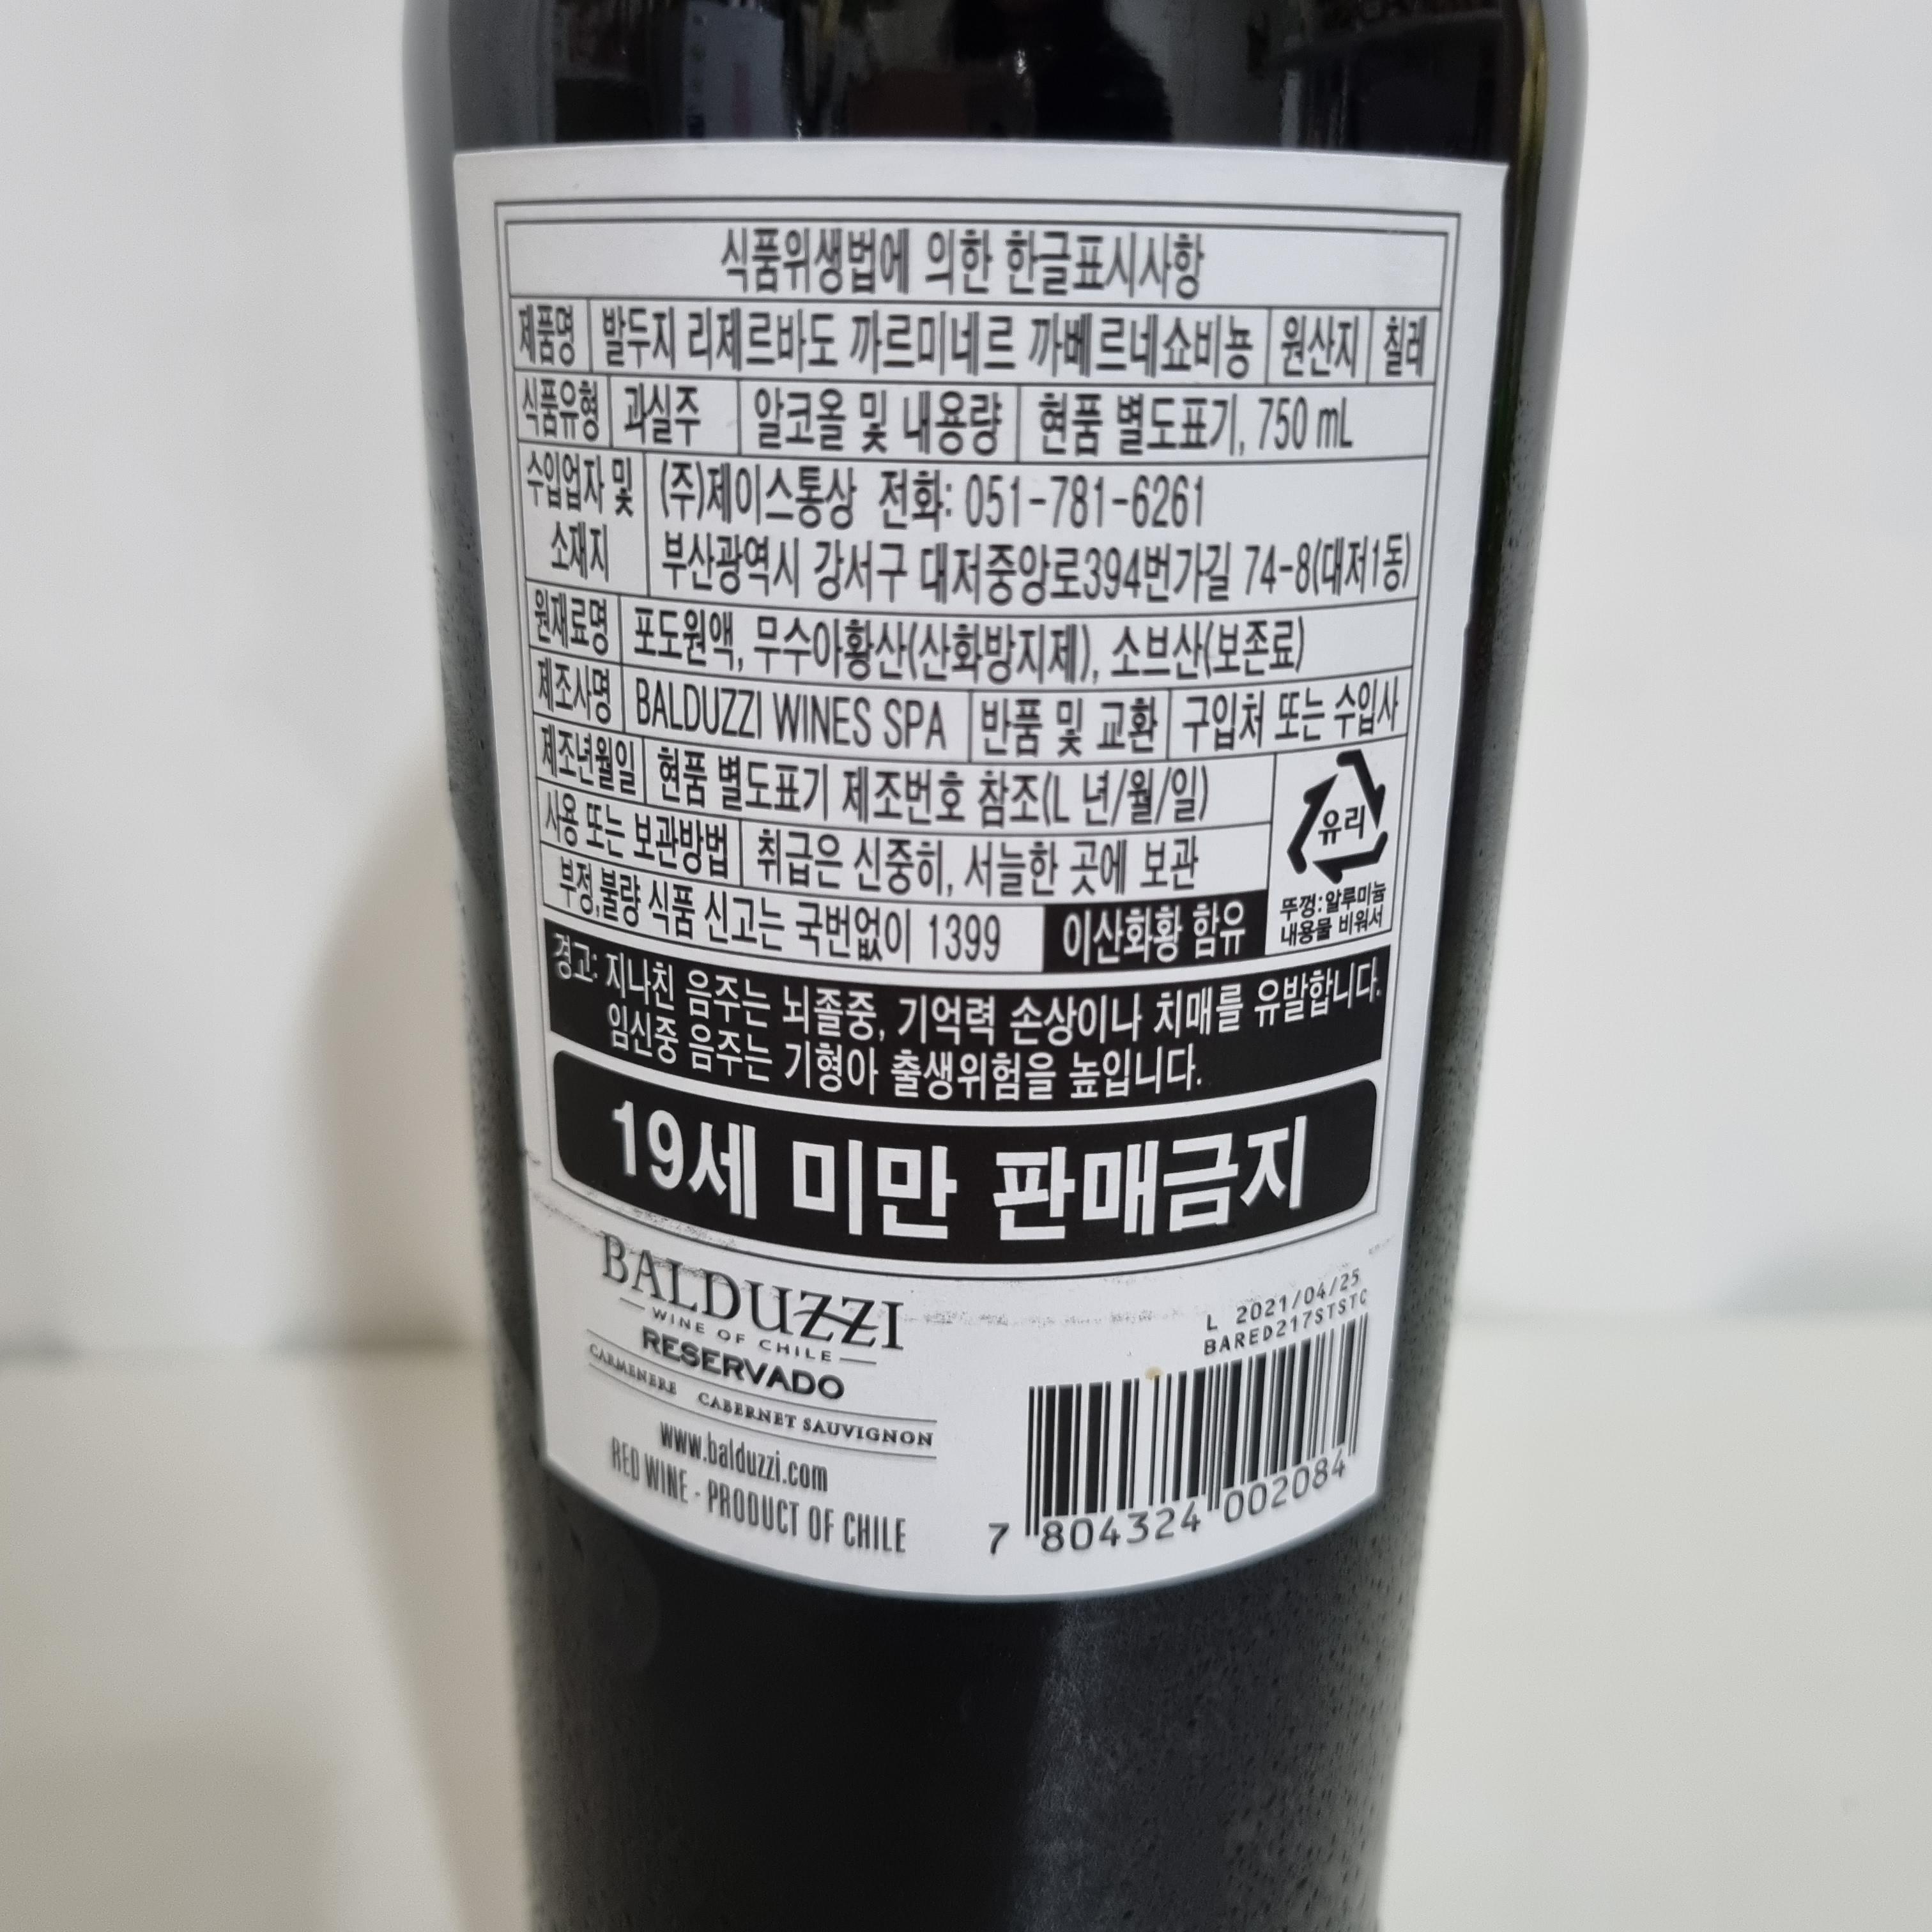 식품위생법에 의한 한글표시사항
제품명 발두지 리제르바도 까르미네르 까베르네쇼비뇽 원산지 칠레
식품유형 과실주 알코올 및 내용량 현품 별도표기, 750 mL
수입업자 및 소재지 (주)제이스통상 전화: 051-781-6261
부산광역시 강서구 대저중앙로394번가길 74-8(대저1동)
원재료명 포도원액, 무수아황산(산화방지제), 소브산(보존료)
제조사명 BALDUZZI WINES SPA 반품 및 교환 구입처 또는 수입사
제조년월일 현품 별도표기 제조번호 참조(L 년/월/일)
사용 또는 보관방법 취급은 신중히, 서늘한 곳에 보관
부정,불량 식품 신고는 국번없이 1399 이산화황 함유
유리
뚜껑:알루미늄
내용물 비워서
경고: 지나친 음주는 뇌졸중, 기억력 손상이나 치매를 유발합니다.
임신중 음주는 기형아 출생위험을 높입니다.
19세 미만 판매금지
BALDUZZI
WINE OF CHILE
RESERVADO
CARMENERE CABERNET SAUVIGNON
www.balduzzi.com
RED WINE - PRODUCT OF CHILE
L 2021/04/25
BARED217STSTC
7 804324 002084